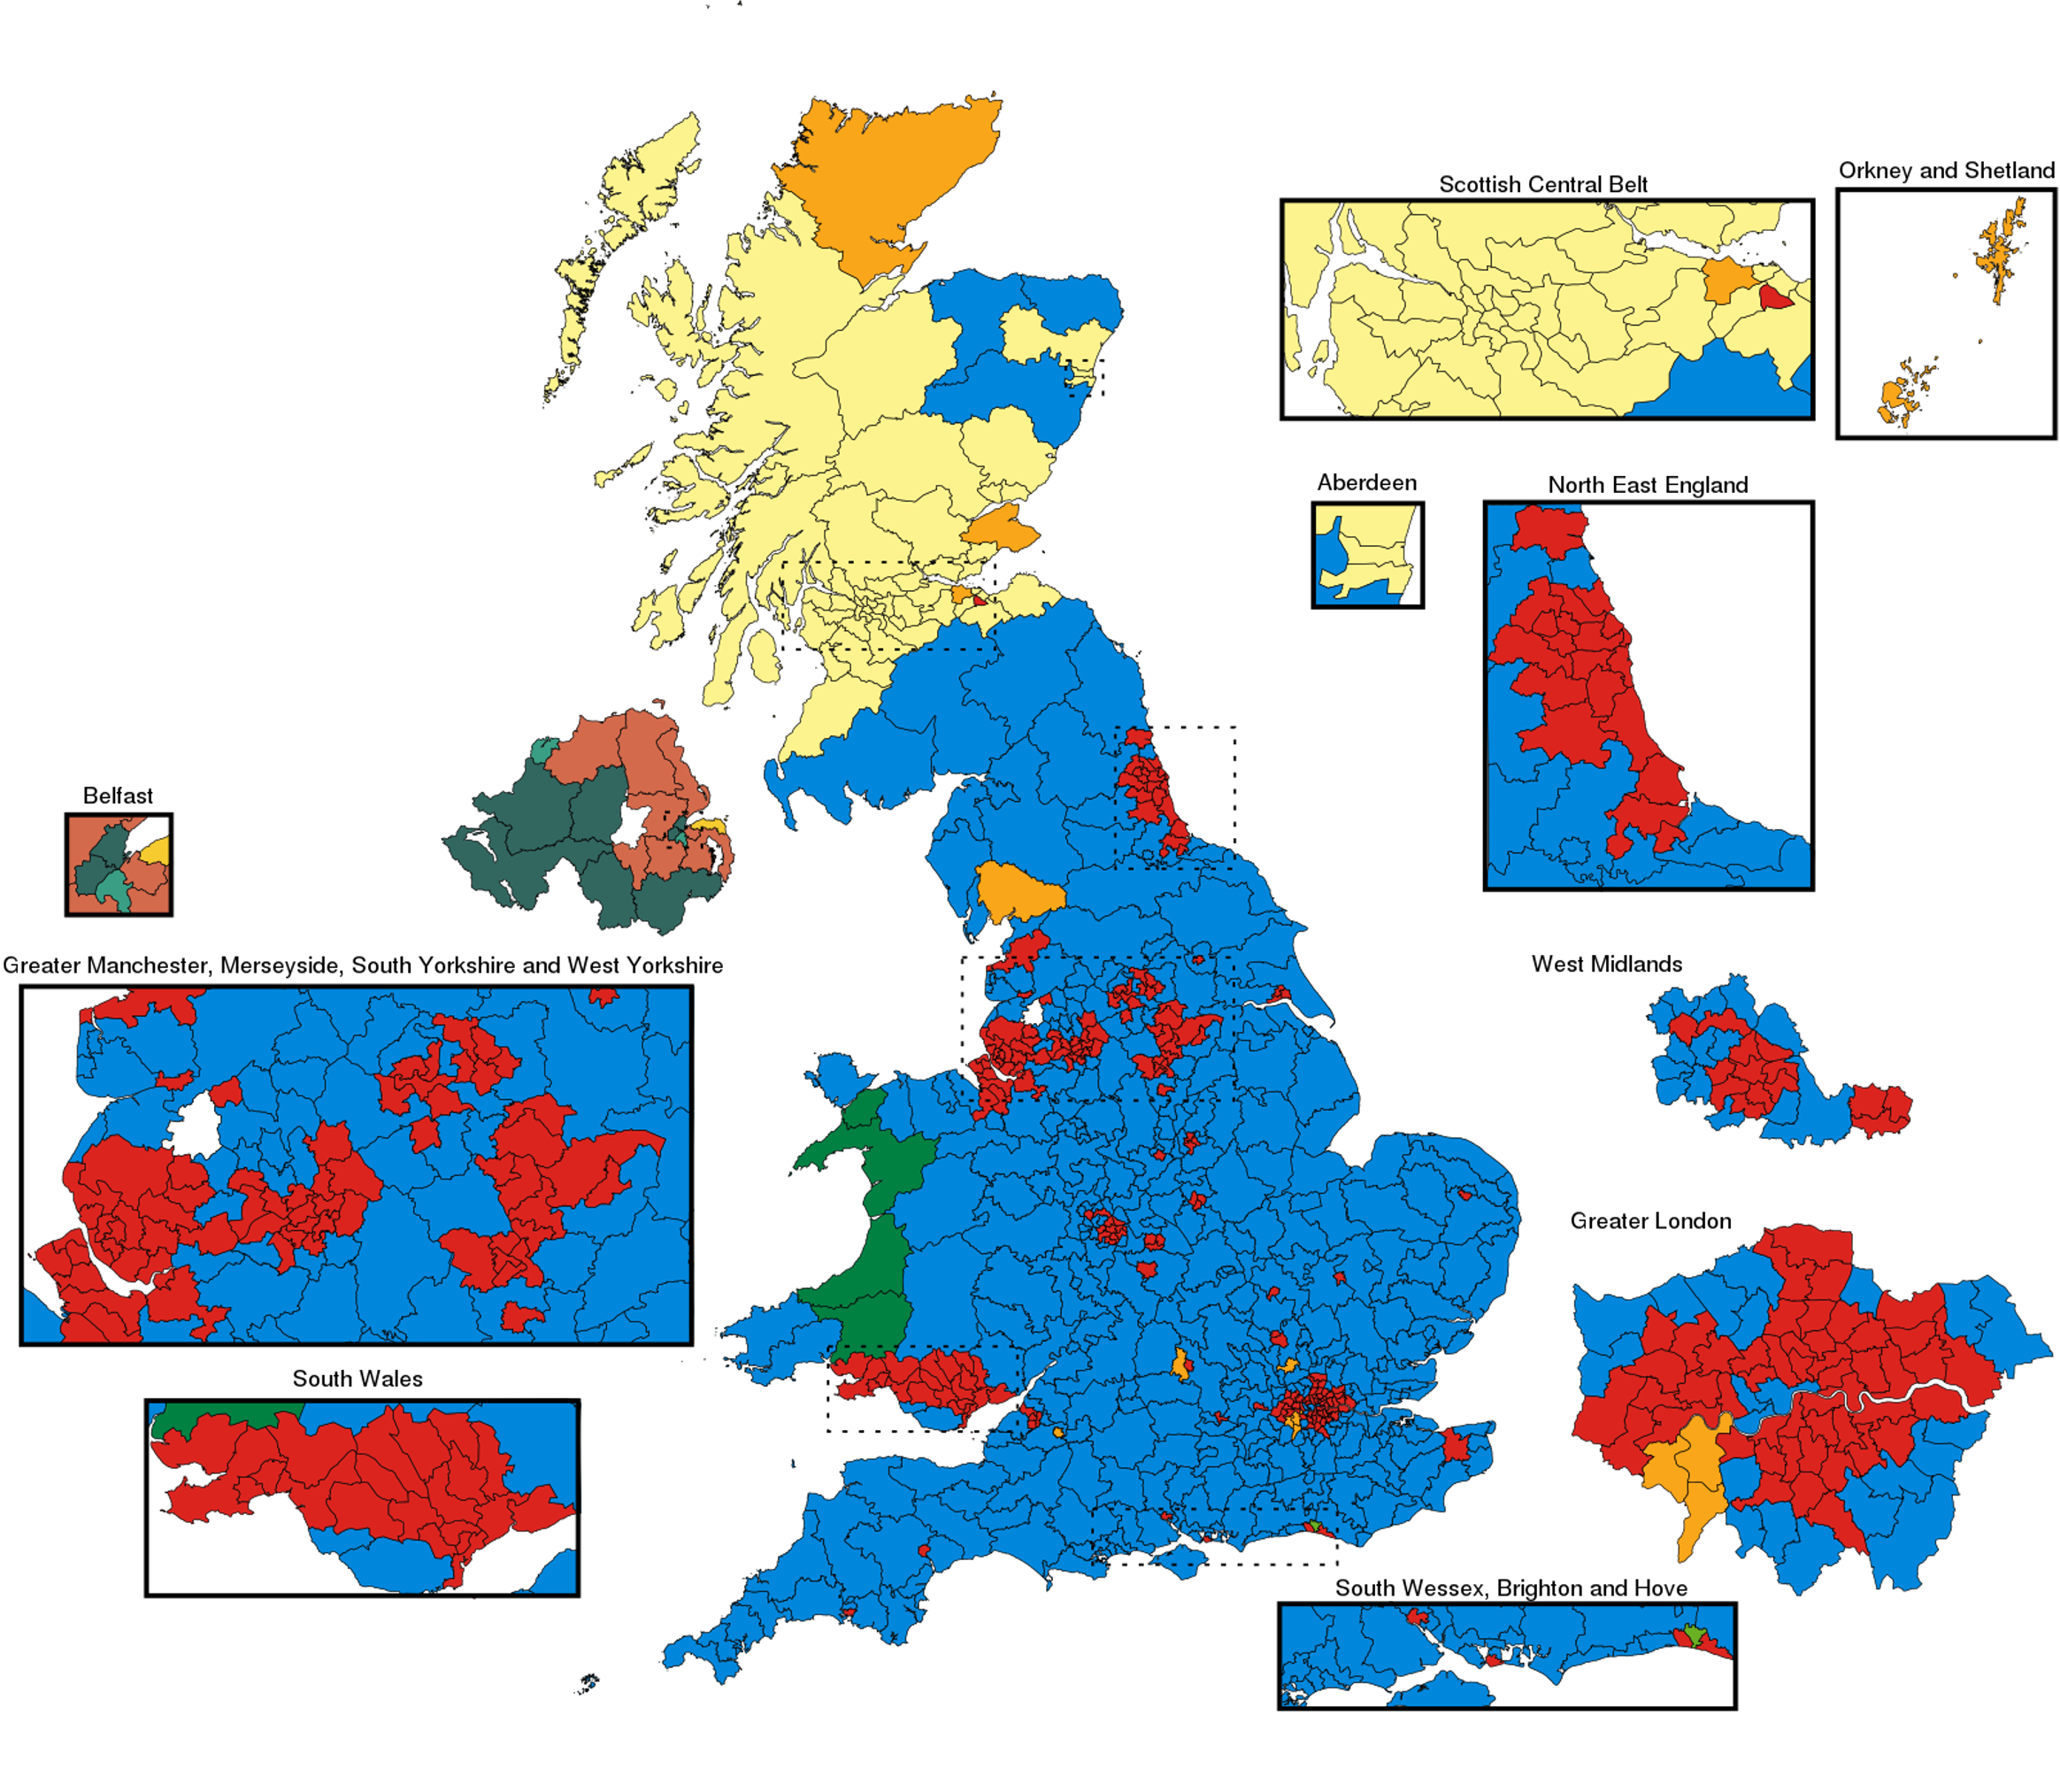 Orkney and Shetland
Scottish Central Belt
Aberdeen
North East England
Belfast
Greater Manchester, Merseyside, South Yorkshire and West Yorkshire
West Midlands
Greater London
South Wales
South Wessex, Brighton and Hove